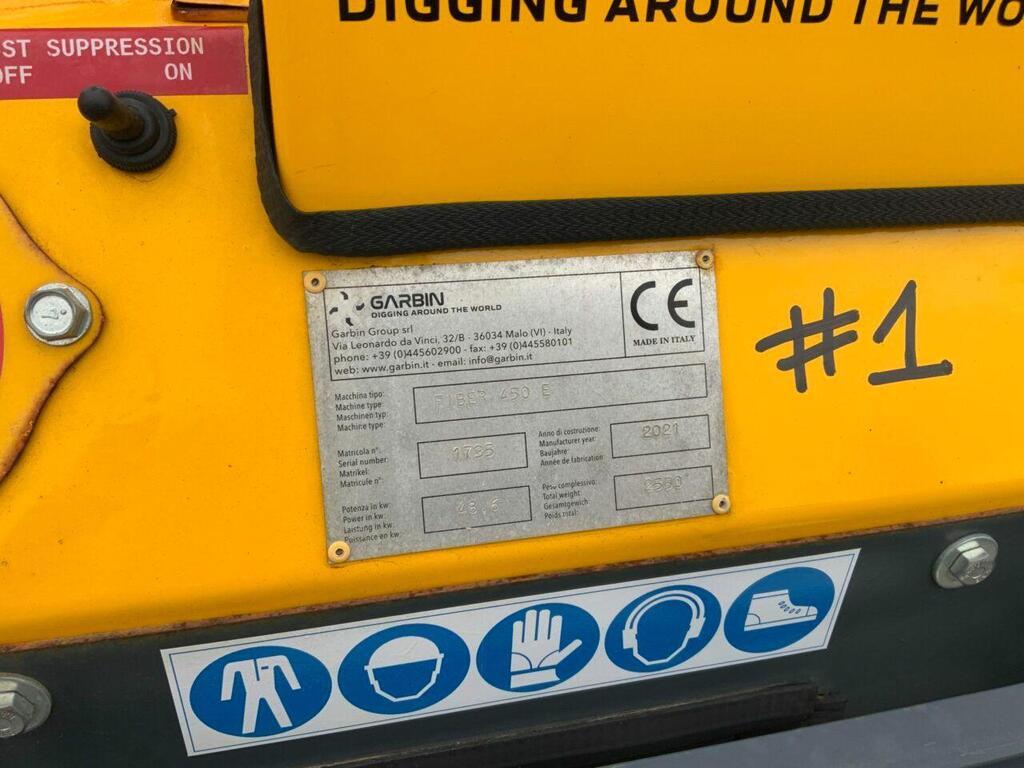 DIGGING AROUND THE WO
ST SUPPRESSION
OFF ON
GARBIN
DIGGING AROUND THE WORLD
Garbin Group srl
Via Leonardo da Vinci, 32/B - 36034 Malo (VI) - Italy
phone: +39 (0)445602900 - fax: +39 (0)445580101
web: www.garbin.it - email: info@garbin.it
CE
MADE IN ITALY
#1
Macchina tipo:
Machine type:
Maschinen typ:
Machine type:
FIBER 450 E
Matricola n°:
Serial number:
Matrikel:
Matricule n°:
1735
Anno di costruzione:
Manufacturer year:
Baujahre:
Année de fabrication:
2021
Potenza in kw:
Power in kw:
Leistung in kw:
Puissance en kw:
Peso complessivo:
Total weight:
Gesamtgewich
Poids total: